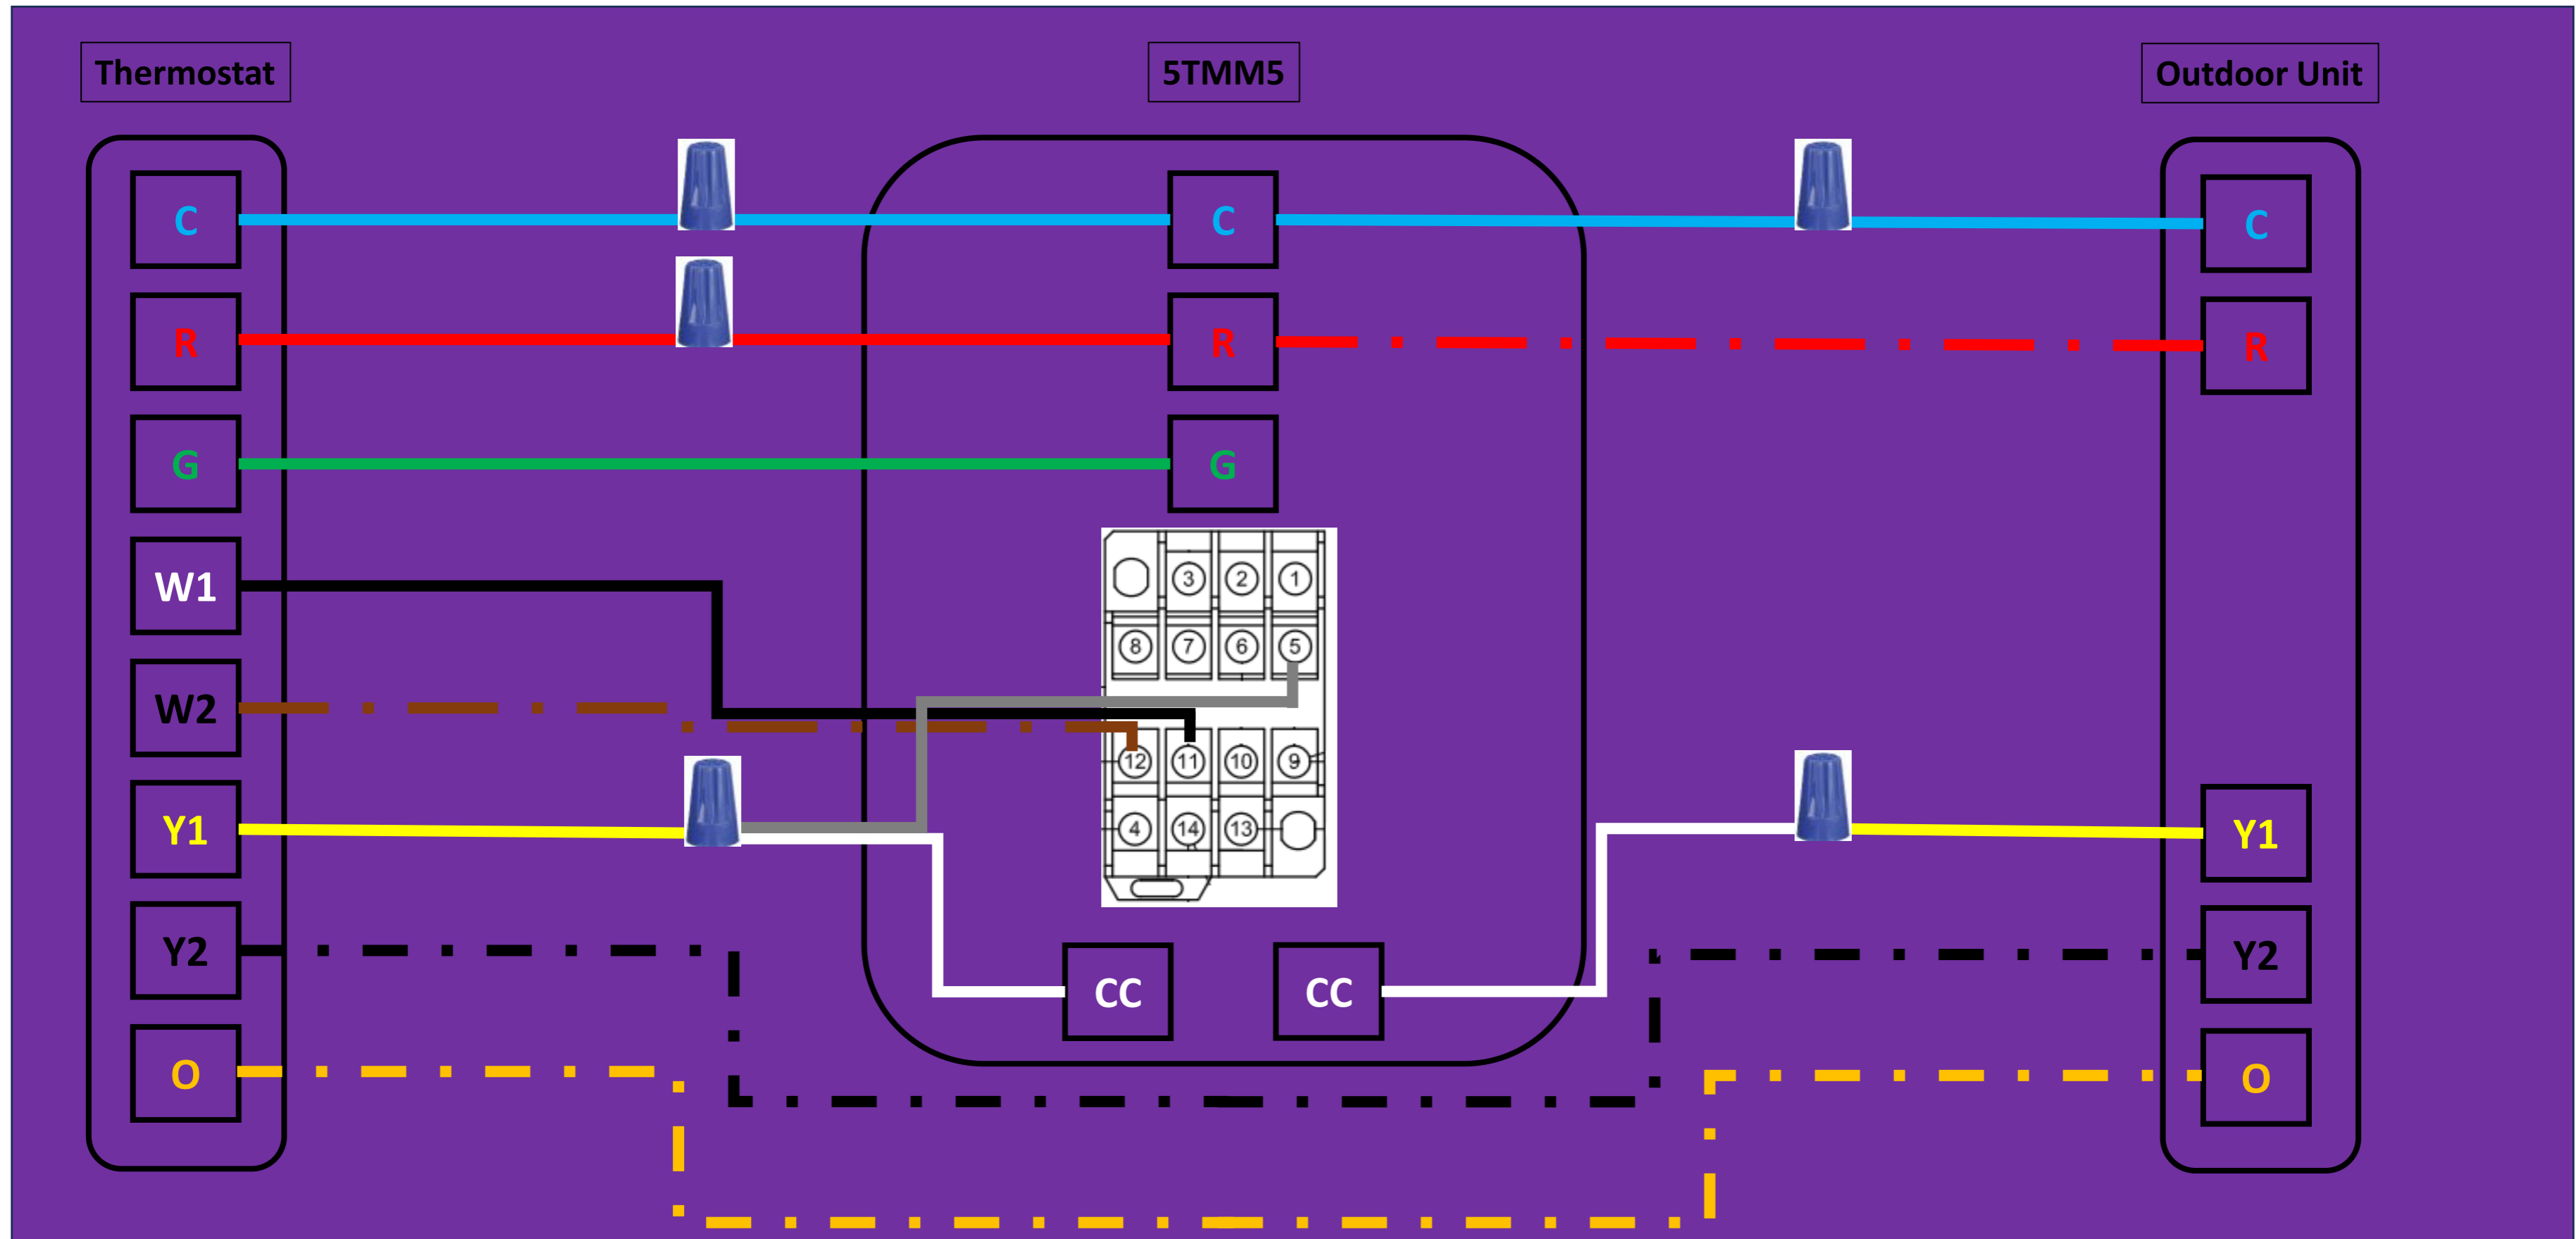 Thermostat
5TMM5
Outdoor Unit
C
C
C
R
R
R
G
G
W1
3 2 1
8 7 6 5
W2
12 11 10 9
Y1
4 14 13
Y1
Y2
CC
CC
Y2
O
O